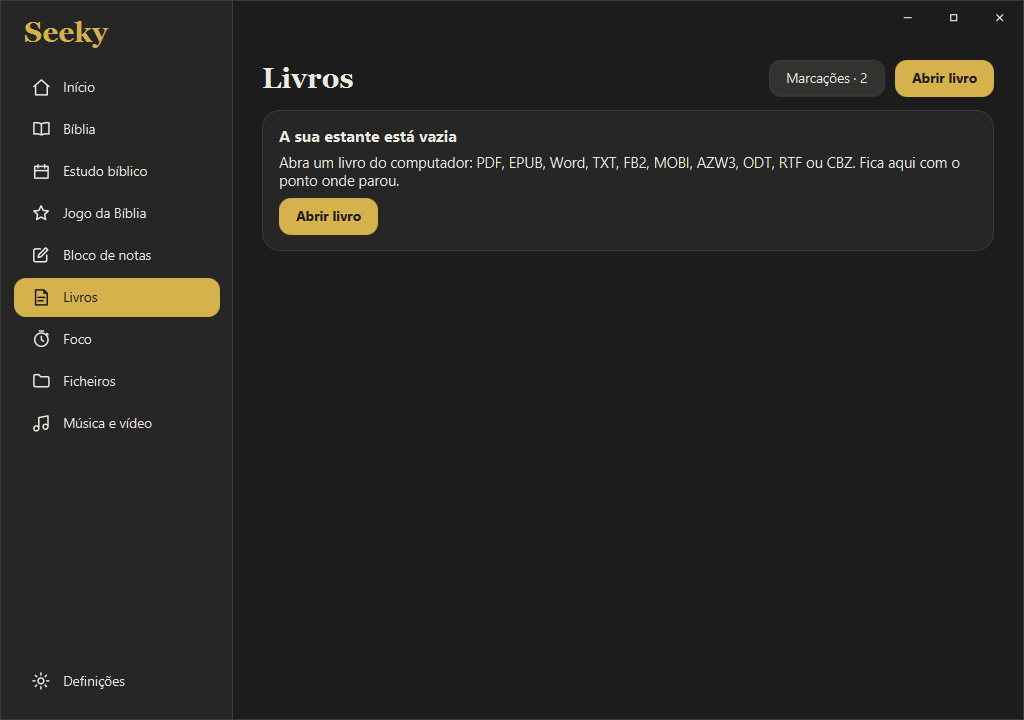 Seeky
Início
Bíblia
Estudo bíblico
Jogo da Bíblia
Bloco de notas
Livros
Foco
Ficheiros
Música e vídeo
Definições
Livros
Marcações · 2
Abrir livro
A sua estante está vazia
Abra um livro do computador: PDF, EPUB, Word, TXT, FB2, MOBI, AZW3, ODT, RTF ou CBZ. Fica aqui com o
ponto onde parou.
Abrir livro